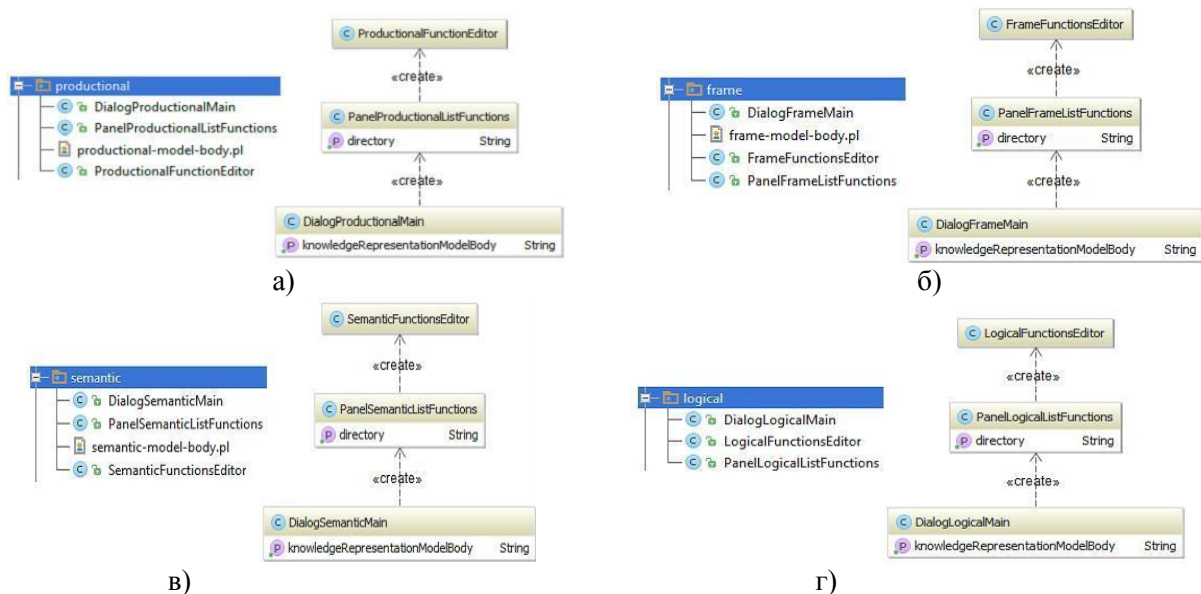 productional
DialogProductionalMain
PanelProductionalListFunctions
productional-model-body.pl
ProductionalFunctionEditor
ProductionalFunctionEditor
«create»
PanelProductionalListFunctions
directory String
«create»
DialogProductionalMain
knowledgeRepresentationModelBody String
а)
frame
DialogFrameMain
frame-model-body.pl
FrameFunctionsEditor
PanelFrameListFunctions
FrameFunctionsEditor
«create»
PanelFrameListFunctions
directory String
«create»
DialogFrameMain
knowledgeRepresentationModelBody String
б)
semantic
DialogSemanticMain
PanelSemanticListFunctions
semantic-model-body.pl
SemanticFunctionsEditor
SemanticFunctionsEditor
«create»
PanelSemanticListFunctions
directory String
«create»
DialogSemanticMain
knowledgeRepresentationModelBody String
в)
logical
DialogLogicalMain
LogicalFunctionsEditor
PanelLogicalListFunctions
LogicalFunctionsEditor
«create»
PanelLogicalListFunctions
directory String
«create»
DialogLogicalMain
knowledgeRepresentationModelBody String
г)